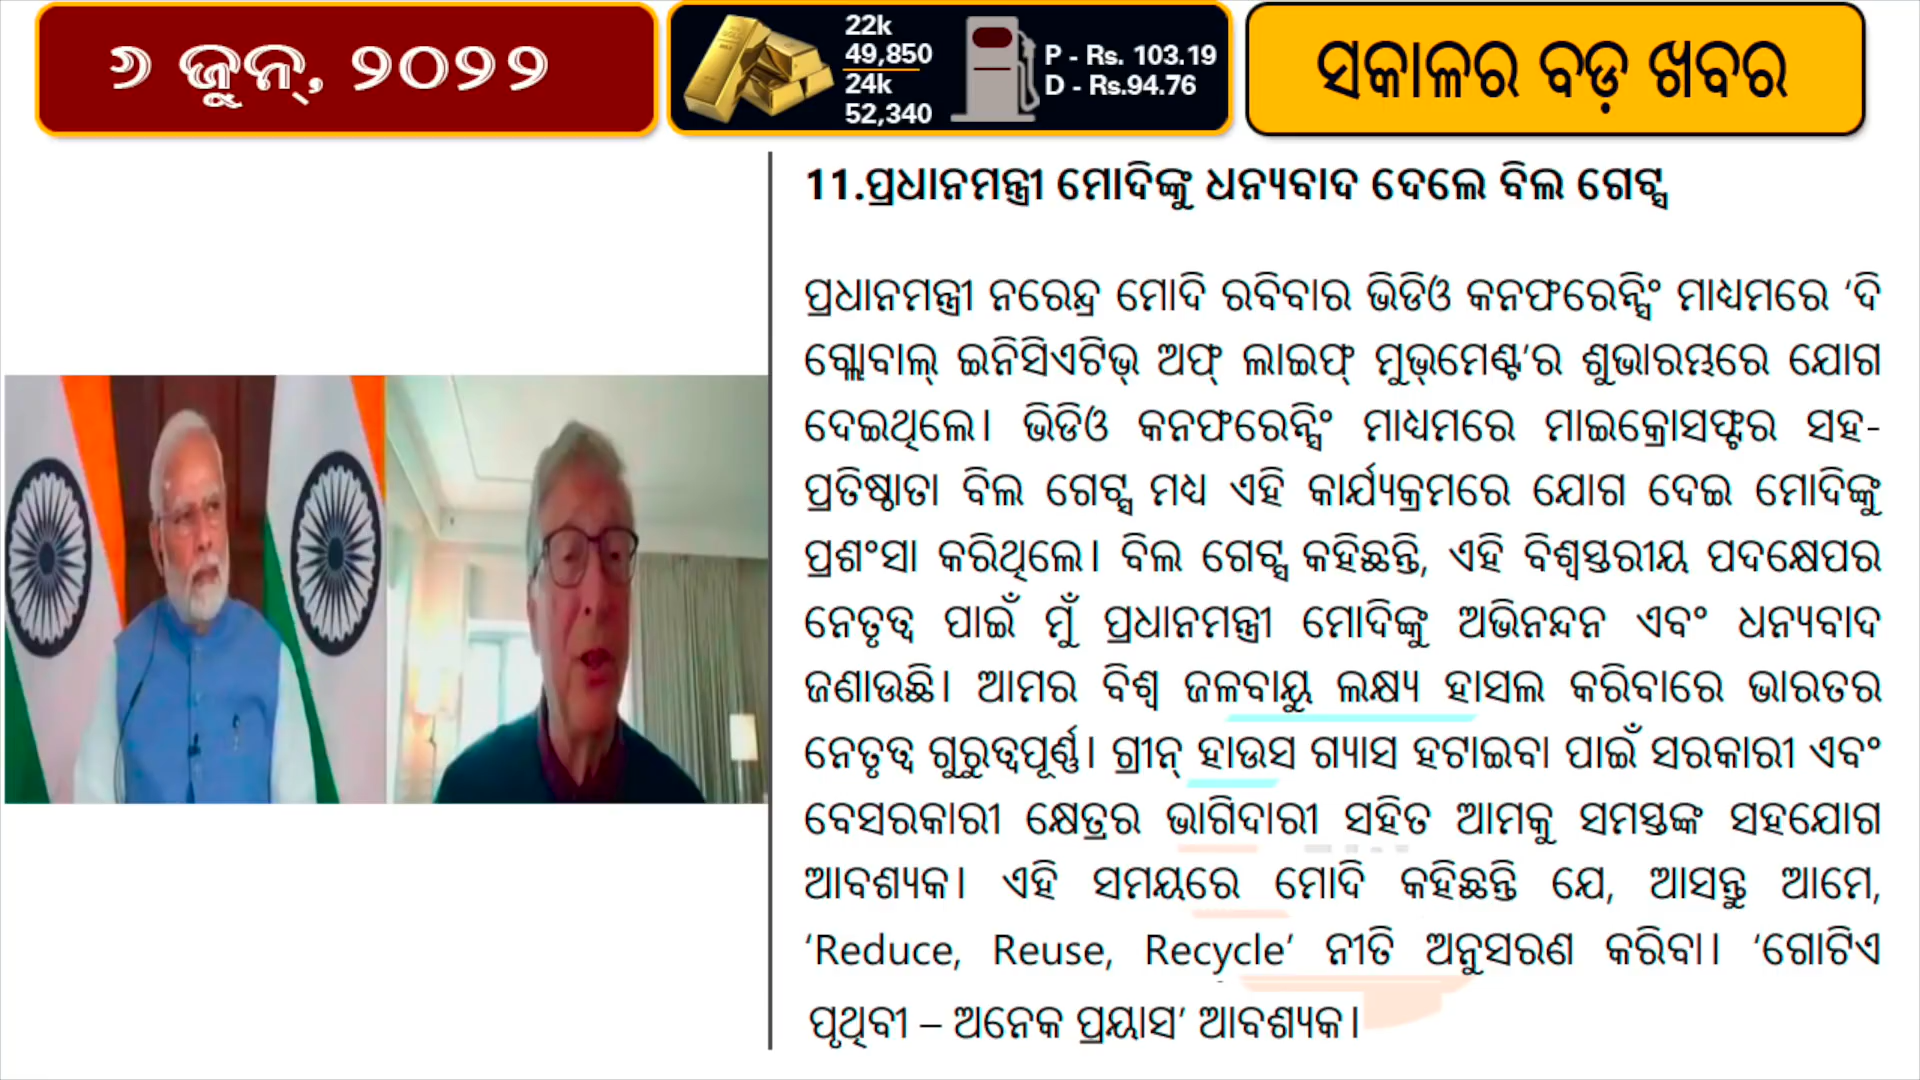 ୬ ଜୁନ୍, ୨୦୨୨
22k
49,850
24k
52,340
P - Rs. 103.19
D - Rs.94.76
ସକାଳର ବଡ଼ ଖବର
11.ପ୍ରଧାନମନ୍ତ୍ରୀ ମୋଦିଙ୍କୁ ଧନ୍ୟବାଦ ଦେଲେ ବିଲ ଗେଟ୍ସ
ପ୍ରଧାନମନ୍ତ୍ରୀ ନରେନ୍ଦ୍ର ମୋଦି ରବିବାର ଭିଡିଓ କନଫରେନ୍ସିଂ ମାଧ୍ୟମରେ ‘ଦି
ଗ୍ଲୋବାଲ୍ ଇନିସିଏଟିଭ୍ ଅଫ୍ ଲାଇଫ୍ ମୁଭ୍‌ମେଣ୍ଟ’ର ଶୁଭାରମ୍ଭରେ ଯୋଗ
ଦେଇଥିଲେ। ଭିଡିଓ କନଫରେନ୍ସିଂ ମାଧ୍ୟମରେ ମାଇକ୍ରୋସଫ୍ଟର ସହ-
ପ୍ରତିଷ୍ଠାତା ବିଲ ଗେଟ୍ସ ମଧ୍ୟ ଏହି କାର୍ଯ୍ୟକ୍ରମରେ ଯୋଗ ଦେଇ ମୋଦିଙ୍କୁ
ପ୍ରଶଂସା କରିଥିଲେ। ବିଲ ଗେଟ୍ସ କହିଛନ୍ତି, ଏହି ବିଶ୍ୱସ୍ତରୀୟ ପଦକ୍ଷେପର
ନେତୃତ୍ୱ ପାଇଁ ମୁଁ ପ୍ରଧାନମନ୍ତ୍ରୀ ମୋଦିଙ୍କୁ ଅଭିନନ୍ଦନ ଏବଂ ଧନ୍ୟବାଦ
ଜଣାଉଛି। ଆମର ବିଶ୍ୱ ଜଳବାୟୁ ଲକ୍ଷ୍ୟ ହାସଲ କରିବାରେ ଭାରତର
ନେତୃତ୍ୱ ଗୁରୁତ୍ୱପୂର୍ଣ୍ଣ। ଗ୍ରୀନ୍ ହାଉସ ଗ୍ୟାସ ହଟାଇବା ପାଇଁ ସରକାରୀ ଏବଂ
ବେସରକାରୀ କ୍ଷେତ୍ରର ଭାଗିଦାରୀ ସହିତ ଆମକୁ ସମସ୍ତଙ୍କ ସହଯୋଗ
ଆବଶ୍ୟକ। ଏହି ସମୟରେ ମୋଦି କହିଛନ୍ତି ଯେ, ଆସନ୍ତୁ ଆମେ,
‘Reduce, Reuse, Recycle’ ନୀତି ଅନୁସରଣ କରିବା। ‘ଗୋଟିଏ
ପୃଥିବୀ – ଅନେକ ପ୍ରୟାସ’ ଆବଶ୍ୟକ।